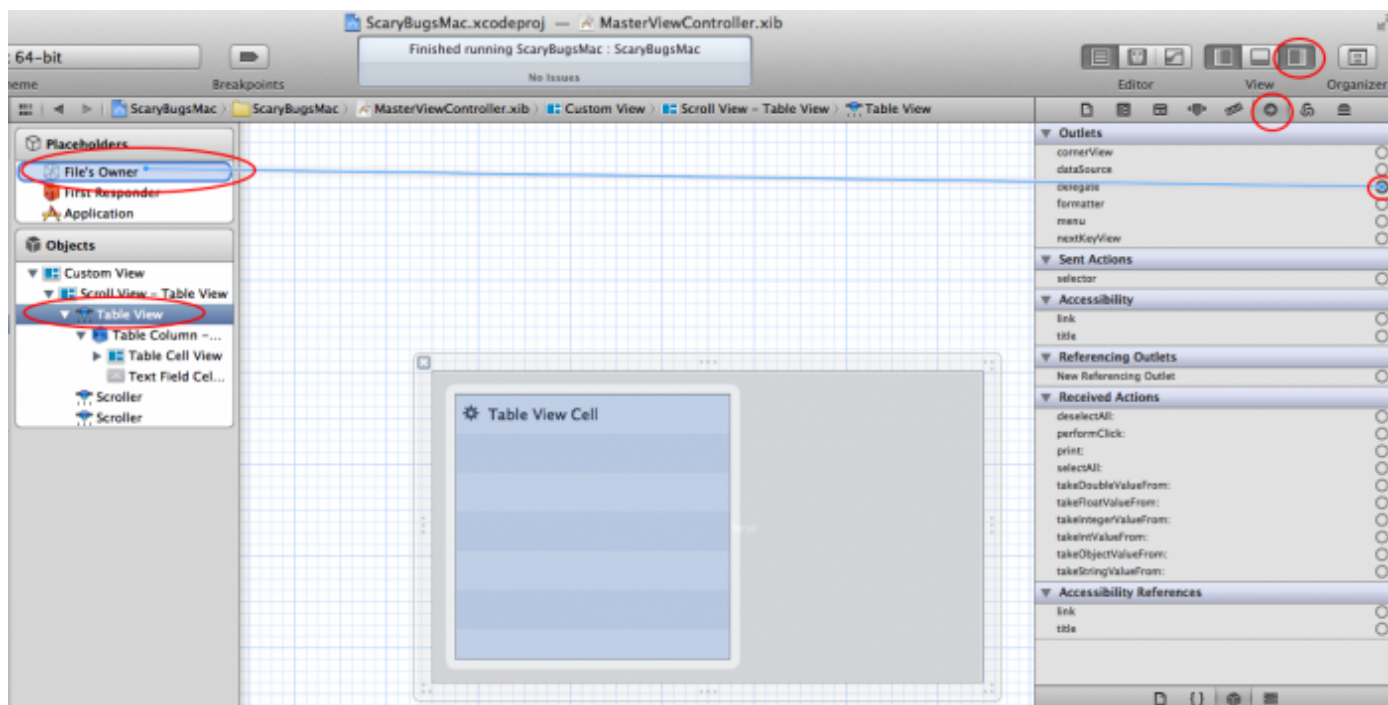 ScaryBugsMac.xcodeproj — MasterViewController.xib
64-bit
Finished running ScaryBugsMac : ScaryBugsMac
No Issues
Breakpoints
Editor
View
Organizer
ScaryBugsMac
ScaryBugsMac
MasterViewController.xib
Custom View
Scroll View - Table View
Table View
Placeholders
File's Owner
First Responder
Application
Objects
Custom View
Scroll View - Table View
Table View
Table Column -...
Table Cell View
Text Field Cel...
Scroller
Scroller
Table View Cell
Outlets
cornerView
dataSource
delegate
formatter
menu
nextKeyView
Sent Actions
selector
Accessibility
link
title
Referencing Outlets
New Referencing Outlet
Received Actions
deselectAll:
performClick:
print:
selectAll:
takeDoubleValueFrom:
takeFloatValueFrom:
takeIntegerValueFrom:
takeIntValueFrom:
takeObjectValueFrom:
takeStringValueFrom:
Accessibility References
link
title